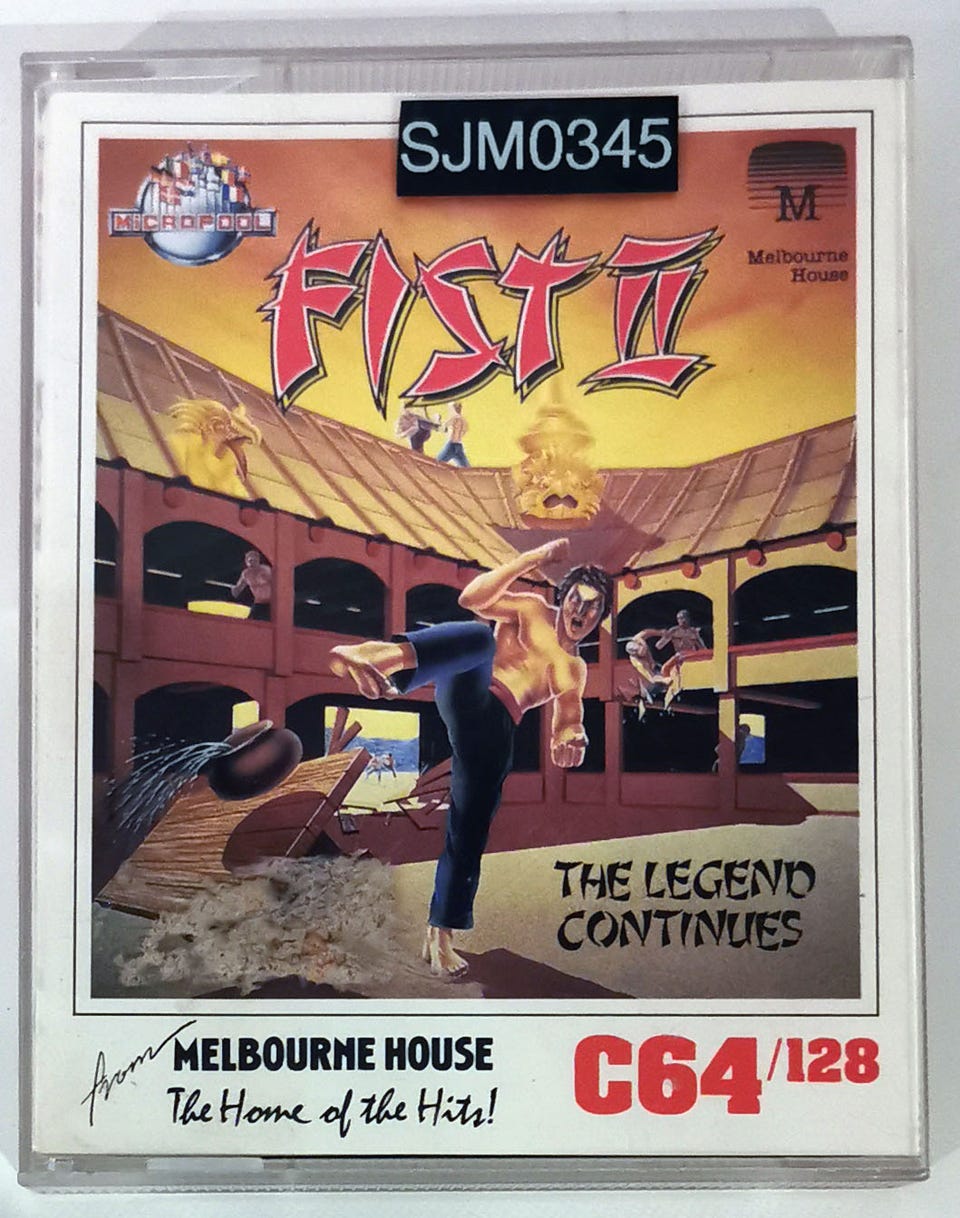 SJM0345
MICROPOOL
M
Melbourne
House
FIST II
THE LEGEND
CONTINUES
from MELBOURNE HOUSE
The Home of the Hits!
C64/128